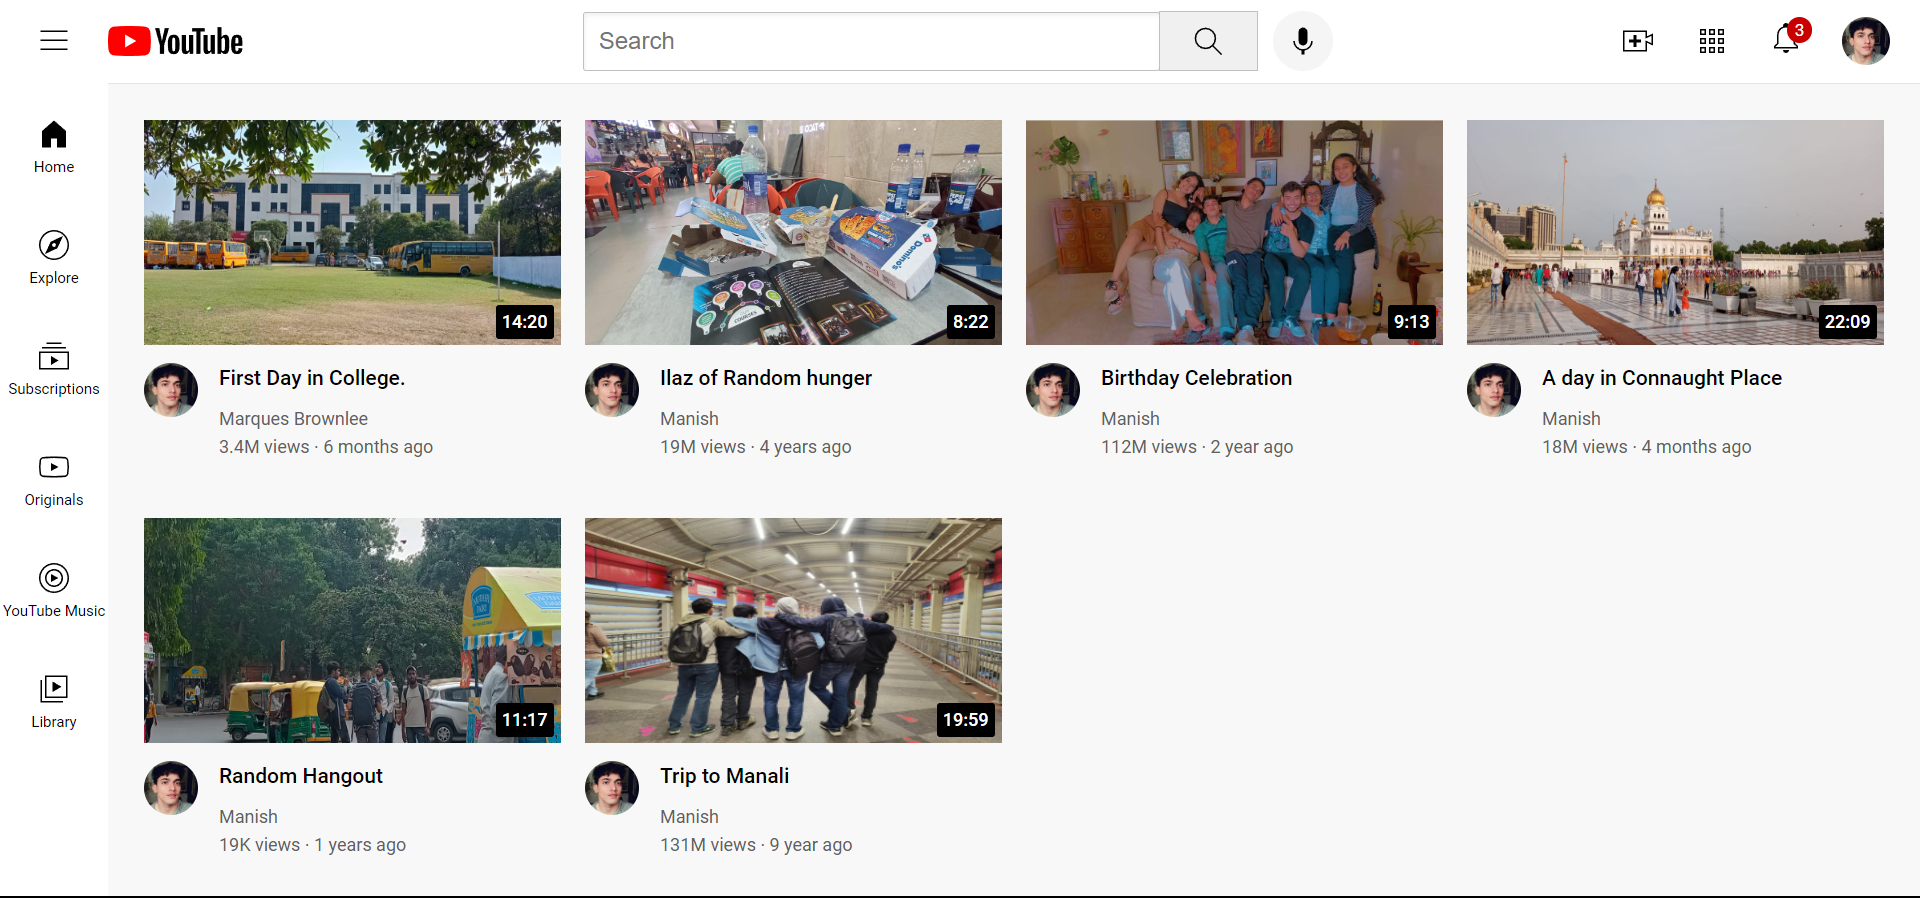 YouTube
Search
3
Home
Explore
Subscriptions
Originals
YouTube Music
Library
14:20
8:22
Domino's
COURSES
9:13
22:09
First Day in College.
Marques Brownlee
3.4M views · 6 months ago
Ilaz of Random hunger
Manish
19M views · 4 years ago
Birthday Celebration
Manish
112M views · 2 year ago
A day in Connaught Place
Manish
18M views · 4 months ago
11:17
19:59
Random Hangout
Manish
19K views · 1 years ago
Trip to Manali
Manish
131M views · 9 year ago